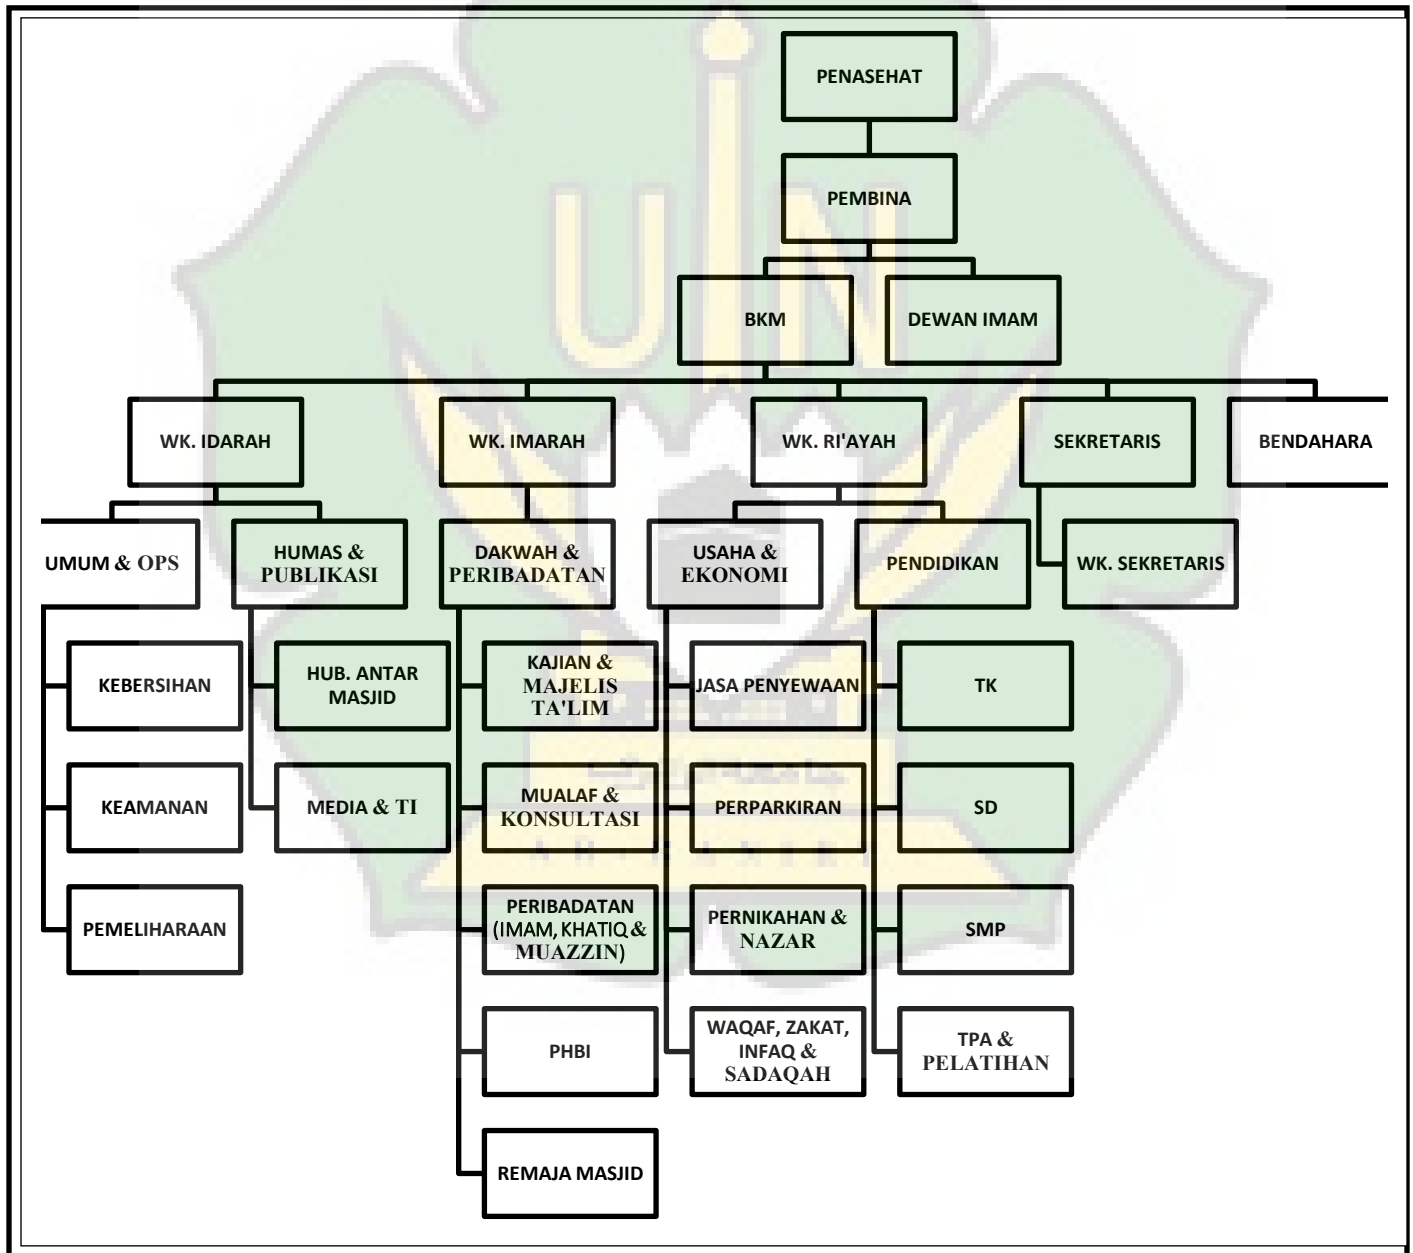 PENASEHAT
PEMBINA
BKM
DEWAN IMAM
WK. IDARAH
WK. IMARAH
WK. RI'AYAH
SEKRETARIS
BENDAHARA
UMUM & OPS
HUMAS &
PUBLIKASI
DAKWAH &
PERIBADATAN
USAHA &
EKONOMI
PENDIDIKAN
WK. SEKRETARIS
KEBERSIHAN
HUB. ANTAR
MASJID
KAJIAN &
MAJELIS
TA'LIM
JASA PENYEWAAN
TK
KEAMANAN
MEDIA & TI
MUALAF &
KONSULTASI
PERPARKIRAN
SD
PEMELIHARAAN
PERIBADATAN
(IMAM, KHATIQ &
MUAZZIN)
PERNIKAHAN &
NAZAR
SMP
PHBI
WAQAF, ZAKAT,
INFAQ &
SADAQAH
TPA &
PELATIHAN
REMAJA MASJID
UIN